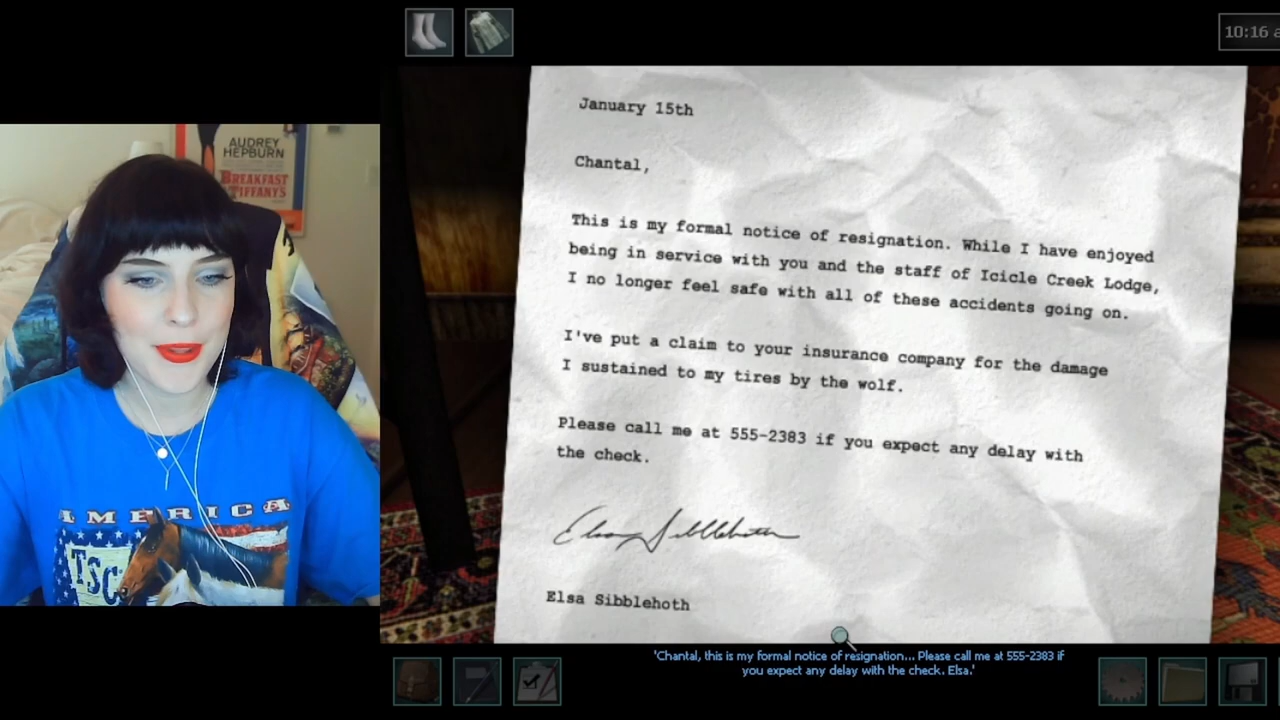 10:16 a
January 15th
Chantal,
This is my formal notice of resignation. While I have enjoyed
being in service with you and the staff of Icicle Creek Lodge,
I no longer feel safe with all of these accidents going on.
I've put a claim to your insurance company for the damage
I sustained to my tires by the wolf.
Please call me at 555-2383 if you expect any delay with
the check.
Elsa Sibblehoth
Elsa Sibblehoth
'Chantal, this is my formal notice of resignation... Please call me at 555-2383 if
you expect any delay with the check. Elsa.'
AUDREY
HEPBURN
BREAKFAST
TIFFANYS
AMERICA
TSC